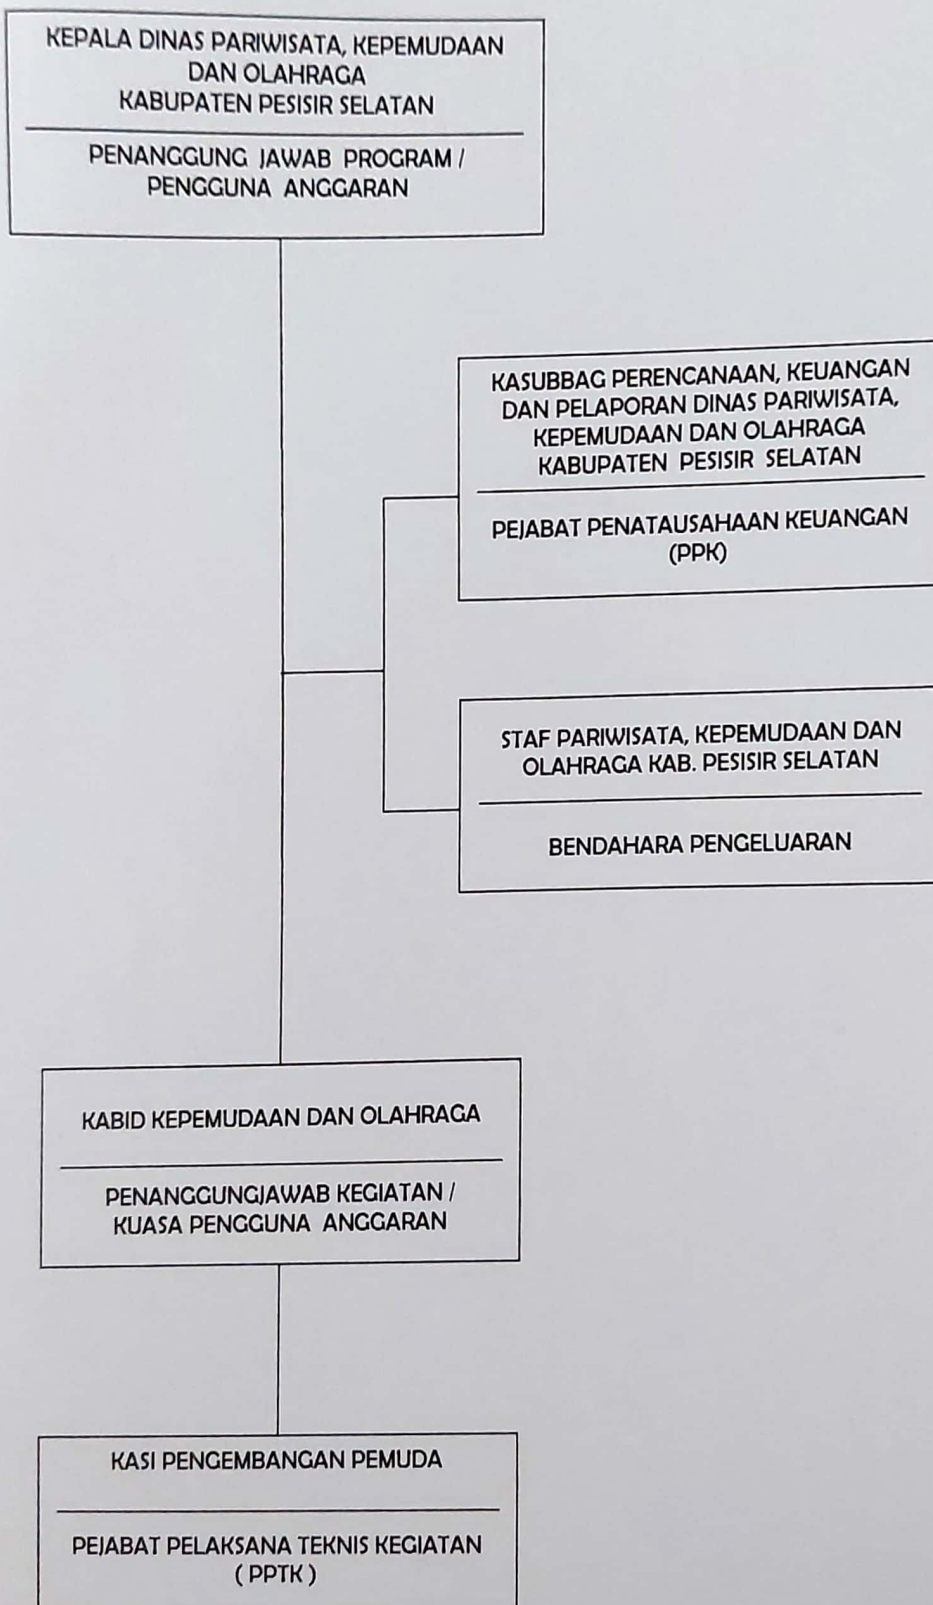 KEPALA DINAS PARIWISATA, KEPEMUDAAN
DAN OLAHRAGA
KABUPATEN PESISIR SELATAN
PENANGGUNG JAWAB PROGRAM /
PENGGUNA ANGGARAN
KASUBBAG PERENCANAAN, KEUANGAN
DAN PELAPORAN DINAS PARIWISATA,
KEPEMUDAAN DAN OLAHRAGA
KABUPATEN PESISIR SELATAN
PEJABAT PENATAUSAHAAN KEUANGAN
(PPK)
STAF PARIWISATA, KEPEMUDAAN DAN
OLAHRAGA KAB. PESISIR SELATAN
BENDAHARA PENGELUARAN
KABID KEPEMUDAAN DAN OLAHRAGA
PENANGGUNGJAWAB KEGIATAN /
KUASA PENGGUNA ANGGARAN
KASI PENGEMBANGAN PEMUDA
PEJABAT PELAKSANA TEKNIS KEGIATAN
( PPTK )